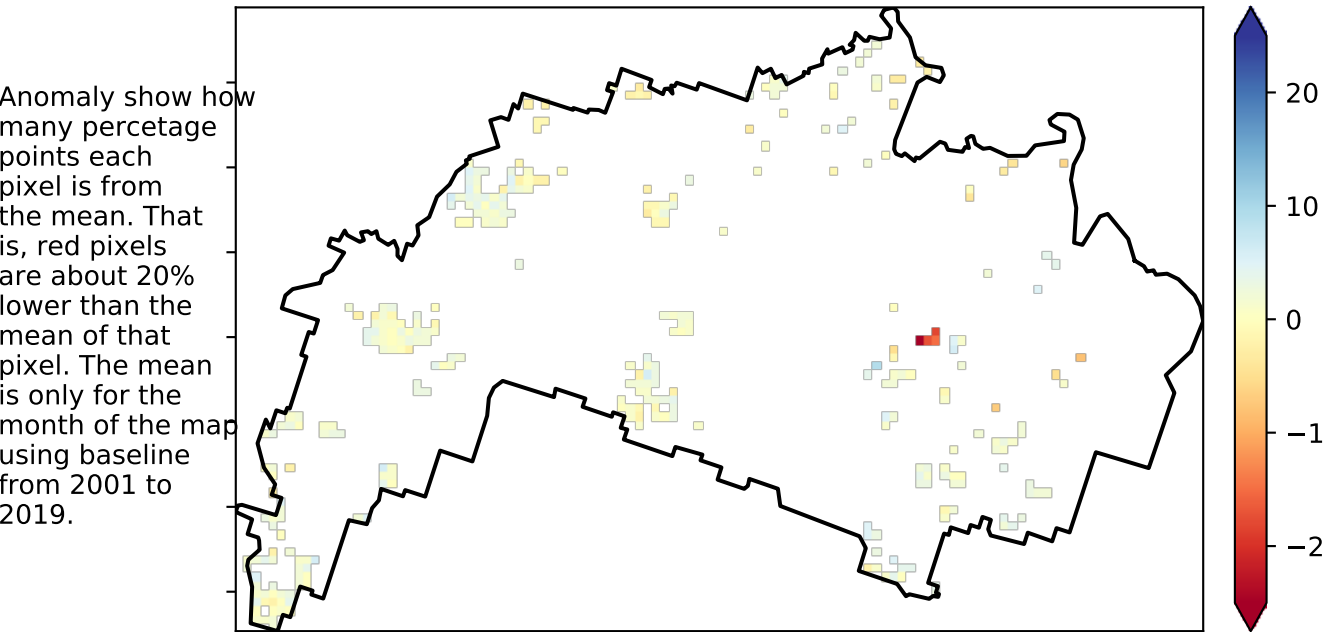 Anomaly show how
many percetage
points each
pixel is from
the mean. That
is, red pixels
are about 20%
lower than the
mean of that
pixel. The mean
is only for the
month of the map
using baseline
from 2001 to
2019.
20
10
0
−1
−2